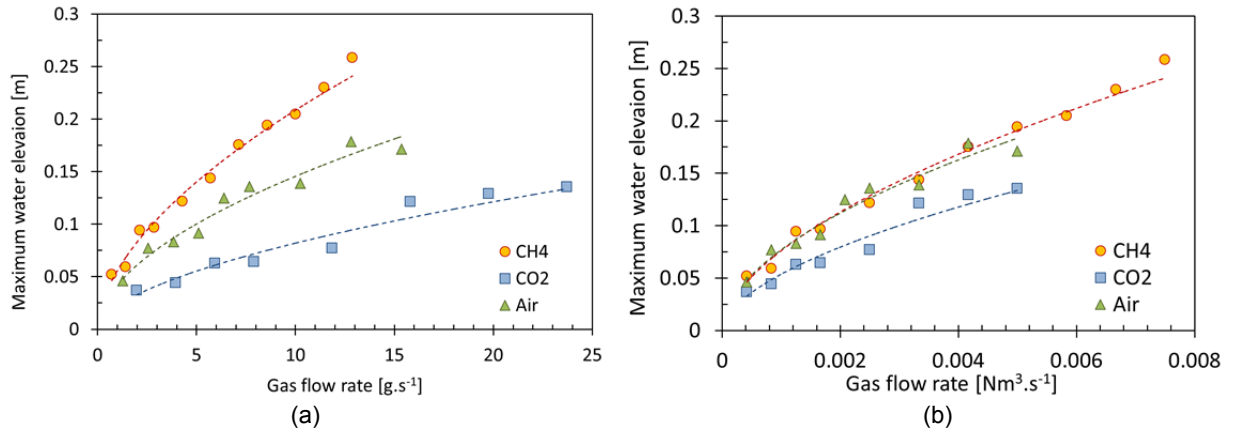 0.3
0.25
0.2
0.15
0.1
0.05
0
Maximum water elevaion [m]
CH4
CO2
Air
0 5 10 15 20 25
Gas flow rate [g.s⁻¹]
(a)
0.3
0.25
0.2
0.15
0.1
0.05
0
Maximum water elevaion [m]
CH4
CO2
Air
0 0.002 0.004 0.006 0.008
Gas flow rate [Nm³.s⁻¹]
(b)